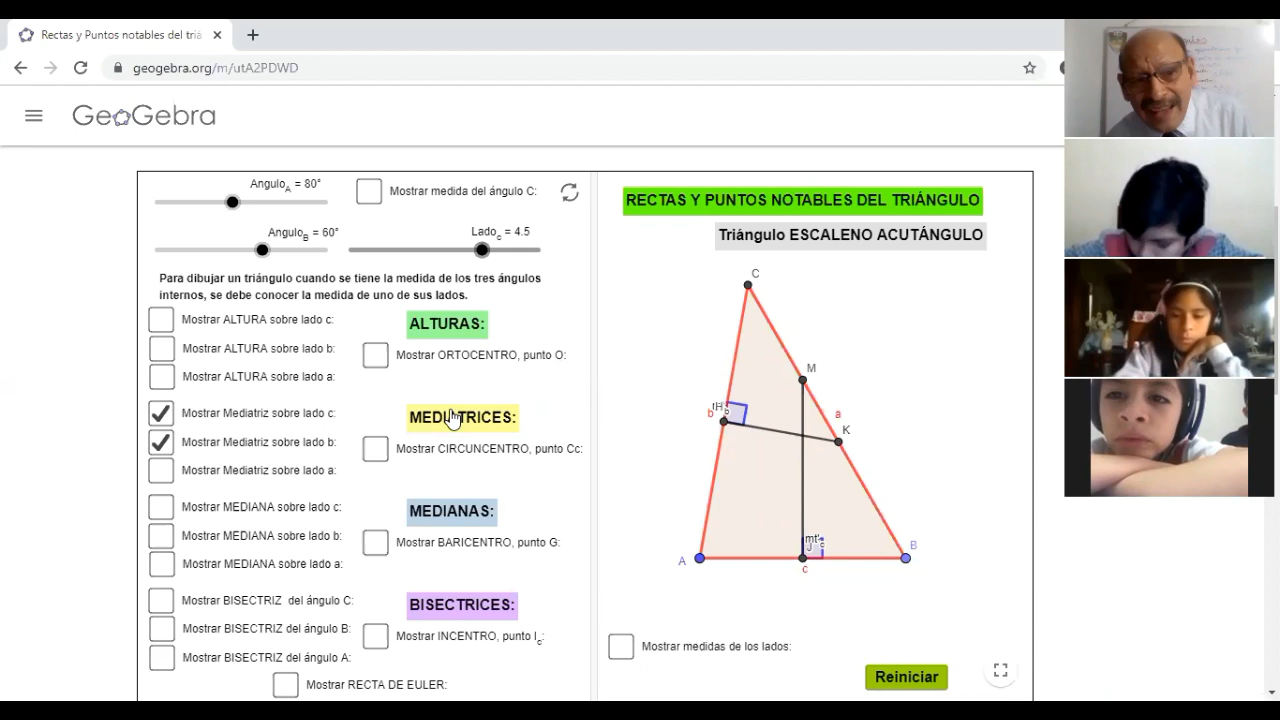 Rectas y Puntos notables del triá
geogebra.org/m/utA2PDWD
GeoGebra
AnguloA = 80°
Mostrar medida del ángulo C:
AnguloB = 60°
Ladoc = 4.5
Para dibujar un triángulo cuando se tiene la medida de los tres ángulos
internos, se debe conocer la medida de uno de sus lados.
Mostrar ALTURA sobre lado c:
Mostrar ALTURA sobre lado b:
Mostrar ALTURA sobre lado a:
ALTURAS:
Mostrar ORTOCENTRO, punto O:
Mostrar Mediatriz sobre lado c:
Mostrar Mediatriz sobre lado b:
Mostrar Mediatriz sobre lado a:
MEDIATRICES:
Mostrar CIRCUNCENTRO, punto Cc:
Mostrar MEDIANA sobre lado c:
Mostrar MEDIANA sobre lado b:
Mostrar MEDIANA sobre lado a:
MEDIANAS:
Mostrar BARICENTRO, punto G:
Mostrar BISECTRIZ del ángulo C:
Mostrar BISECTRIZ del ángulo B:
Mostrar BISECTRIZ del ángulo A:
BISECTRICES:
Mostrar INCENTRO, punto Ic:
Mostrar RECTA DE EULER:
RECTAS Y PUNTOS NOTABLES DEL TRIÁNGULO
Triángulo ESCALENO ACUTÁNGULO
C
M
b
a
K
J
A
B
c
Mostrar medidas de los lados:
Reiniciar